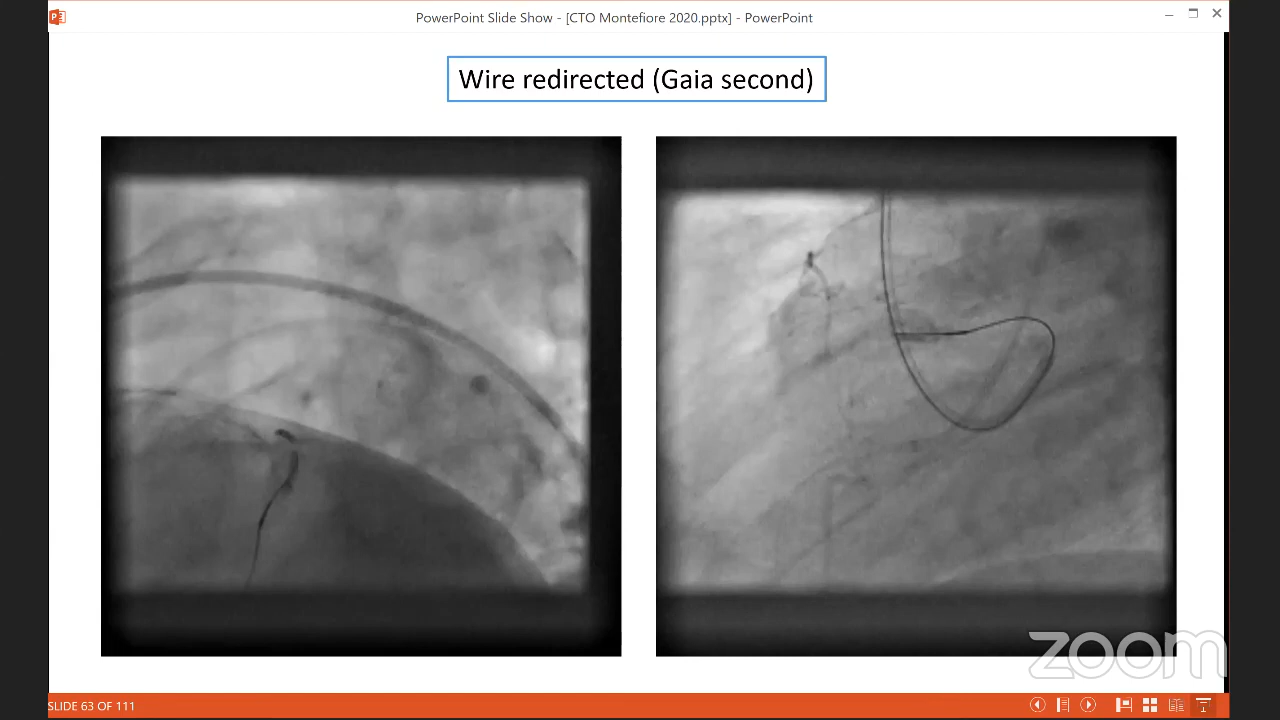 PowerPoint Slide Show - [CTO Montefiore 2020.pptx] - PowerPoint
Wire redirected (Gaia second)
zoom
SLIDE 63 OF 111